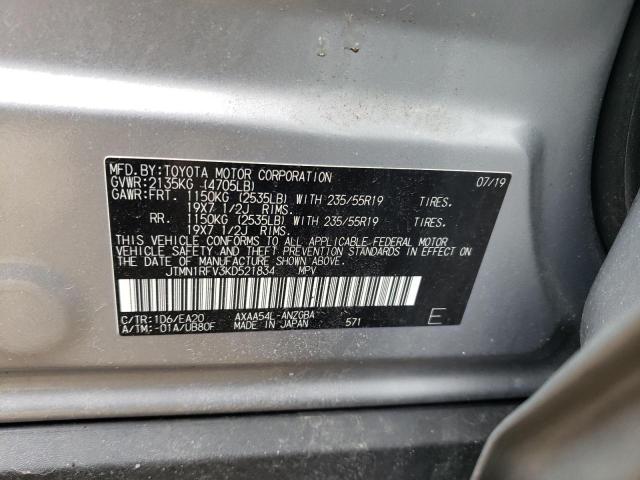 MFD.BY:TOYOTA MOTOR CORPORATION 07/19
GVWR:2135KG (4705LB)
GAWR:FRT. 1150KG (2535LB) WITH 235/55R19 TIRES.
19X7 1/2J RIMS.
RR. 1150KG (2535LB) WITH 235/55R19 TIRES.
19X7 1/2J RIMS.
THIS VEHICLE CONFORMS TO ALL APPLICABLE FEDERAL MOTOR
VEHICLE SAFETY AND THEFT PREVENTION STANDARDS IN EFFECT
ON THE DATE OF MANUFACTURE SHOWN ABOVE.
JTMN1RFV3KD521834 MPV
C/TR:1D6/EA20 AXAA54L-ANZGBA
A/TM:-01A/UB80F MADE IN JAPAN 571 E